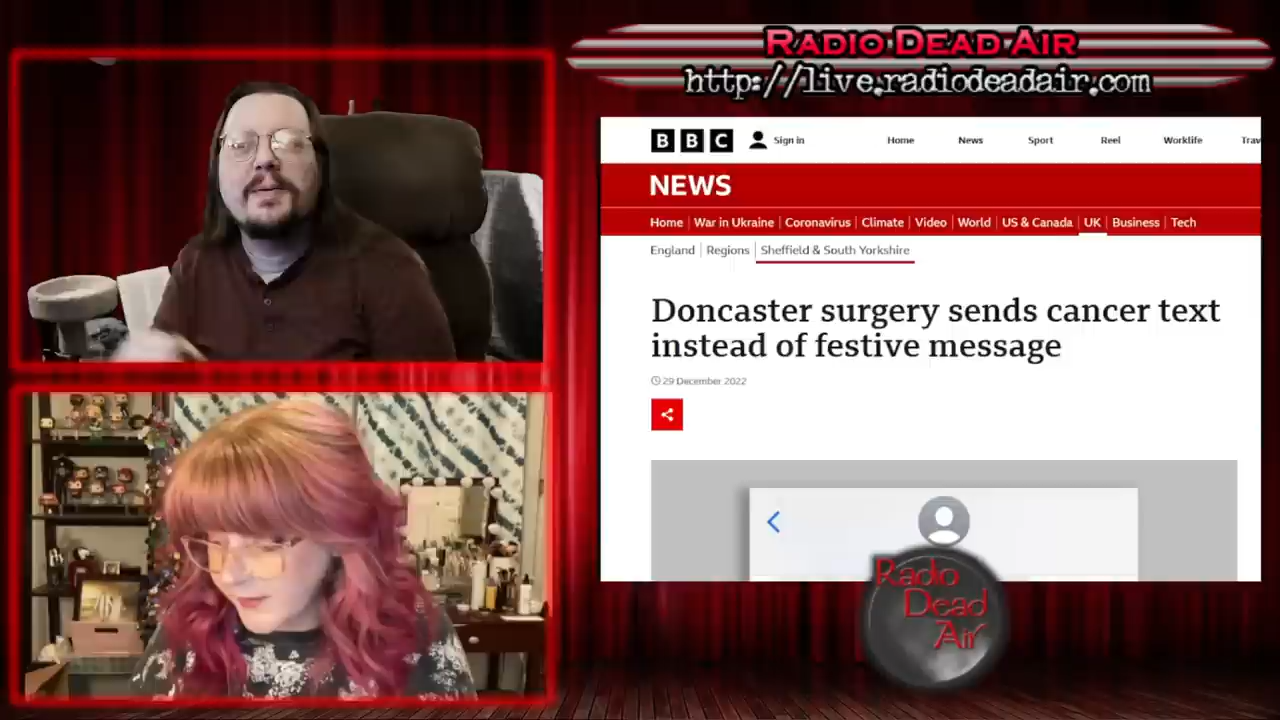 Radio Dead Air
http://live.radiodeadair.com
BBC Sign in Home News Sport Reel Worklife Trav
NEWS
Home War in Ukraine Coronavirus Climate Video World US & Canada UK Business Tech
England Regions Sheffield & South Yorkshire
Doncaster surgery sends cancer text
instead of festive message
29 December 2022
Radio
Dead
Air